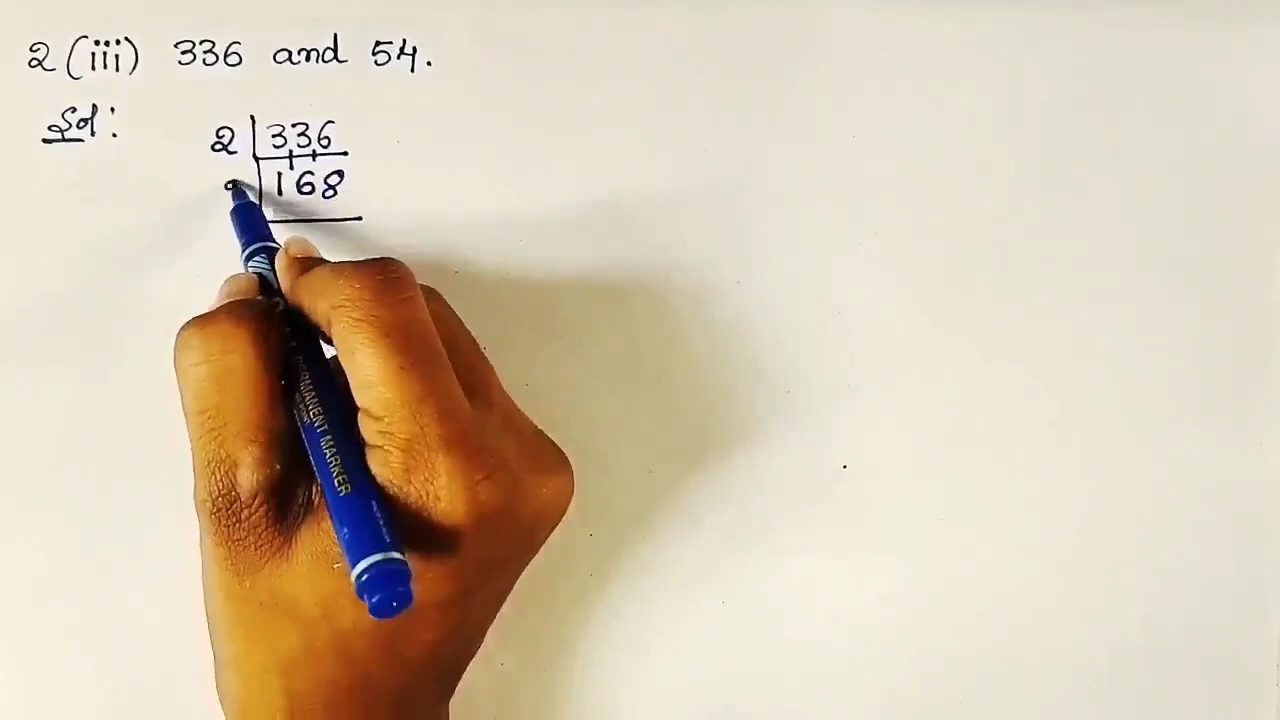 2 (iii) 336 and 54.
Sol:
2 336
168
PERMANENT MARKER